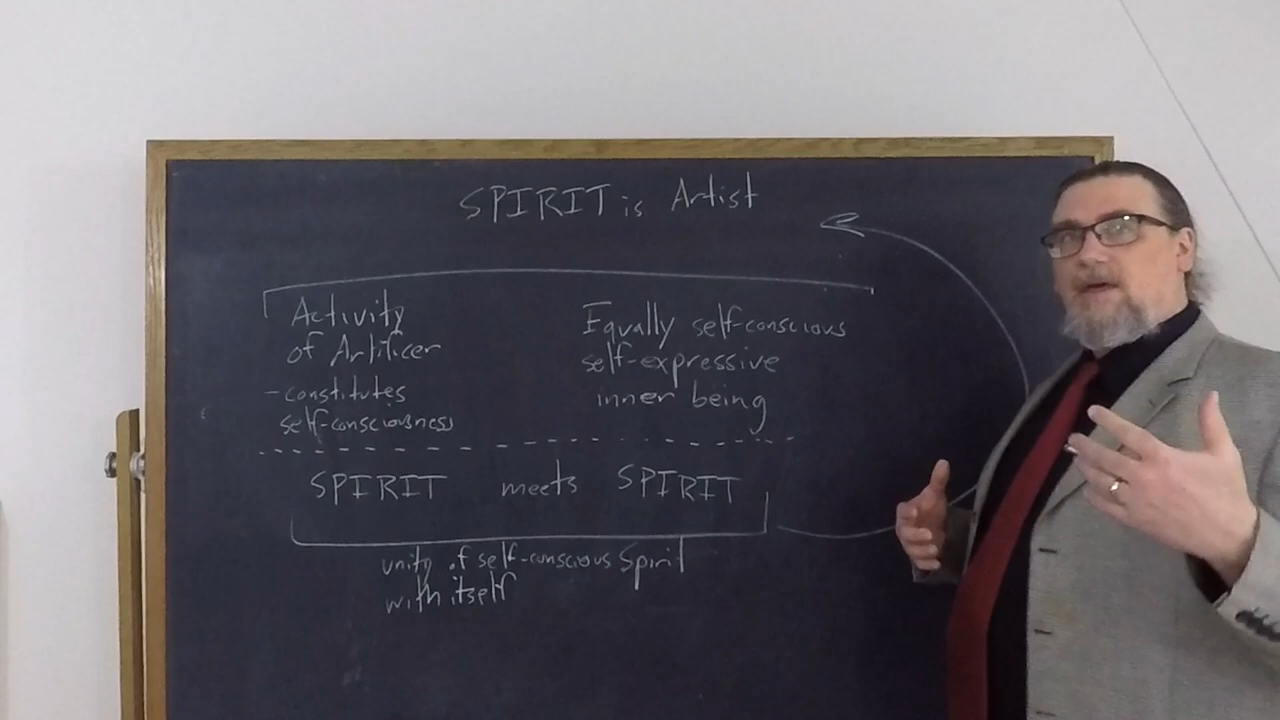 SPIRIT is Artist
Activity
of Artificer
- constitutes
self-consciousness
Equally self-conscious
self-expressive
inner being
SPIRIT meets SPIRIT
unity of self-conscious Spirit
with itself